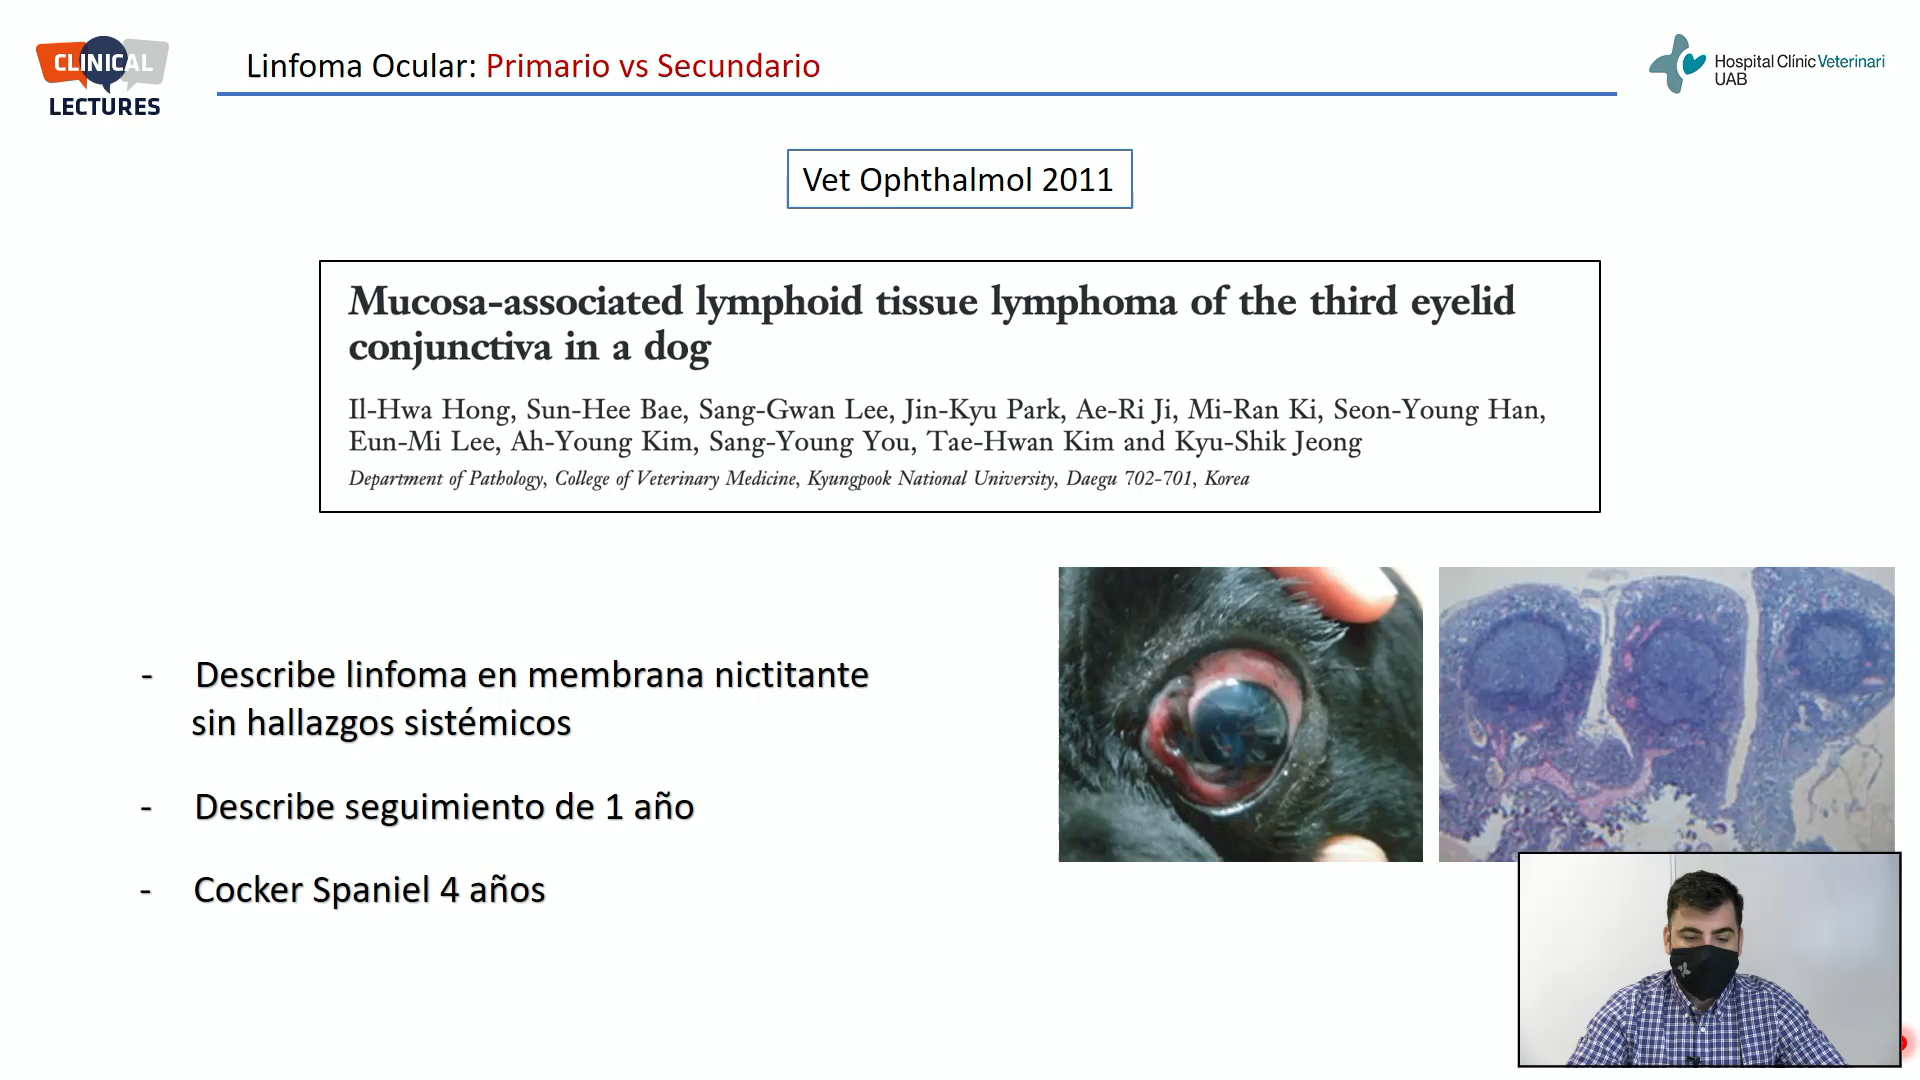 CLINICAL
LECTURES
Linfoma Ocular: Primario vs Secundario
Hospital Clínic Veterinari
UAB
Vet Ophthalmol 2011
Mucosa-associated lymphoid tissue lymphoma of the third eyelid
conjunctiva in a dog
Il-Hwa Hong, Sun-Hee Bae, Sang-Gwan Lee, Jin-Kyu Park, Ae-Ri Ji, Mi-Ran Ki, Seon-Young Han,
Eun-Mi Lee, Ah-Young Kim, Sang-Young You, Tae-Hwan Kim and Kyu-Shik Jeong
Department of Pathology, College of Veterinary Medicine, Kyungpook National University, Daegu 702-701, Korea
- Describe linfoma en membrana nictitante
sin hallazgos sistémicos
- Describe seguimiento de 1 año
- Cocker Spaniel 4 años